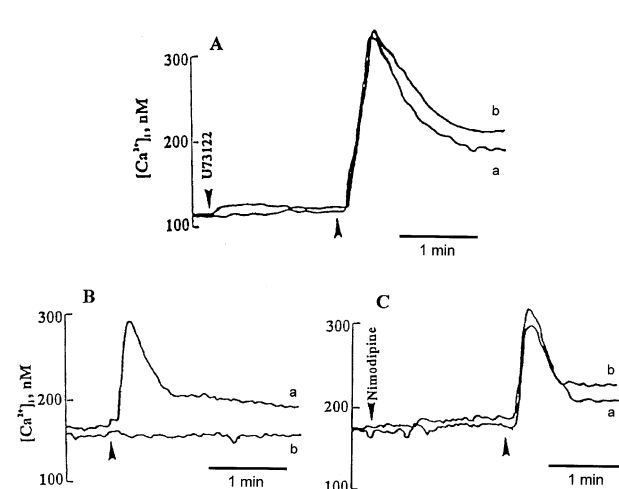 A
300
200
100
[Ca²⁺]ᵢ, nM
U73122
b
a
1 min
B
300
200
100
[Ca²⁺]ᵢ, nM
a
b
1 min
C
300
200
100
Nimodipine
b
a
1 min